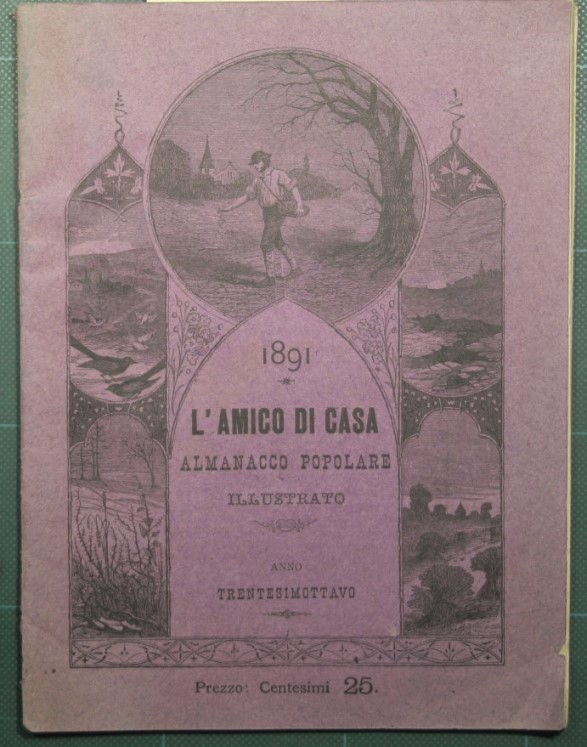 1891
L'AMICO DI CASA
ALMANACCO POPOLARE
ILLUSTRATO
ANNO
TRENTESIMOTTAVO
Prezzo: Centesimi 25.